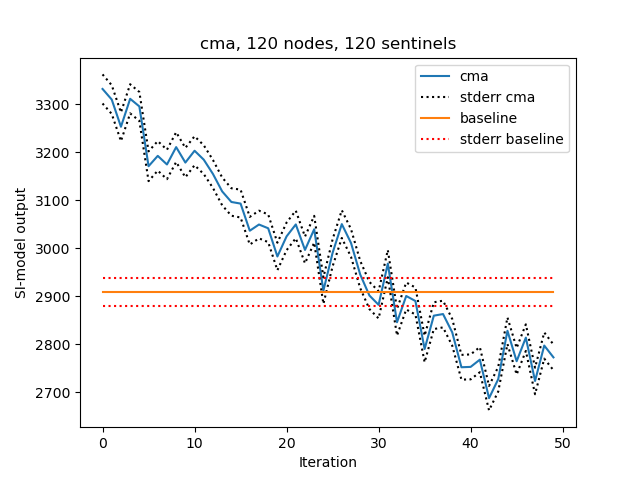 cma, 120 nodes, 120 sentinels
cma
stderr cma
baseline
stderr baseline
SI-model output
3300
3200
3100
3000
2900
2800
2700
0 10 20 30 40 50
Iteration